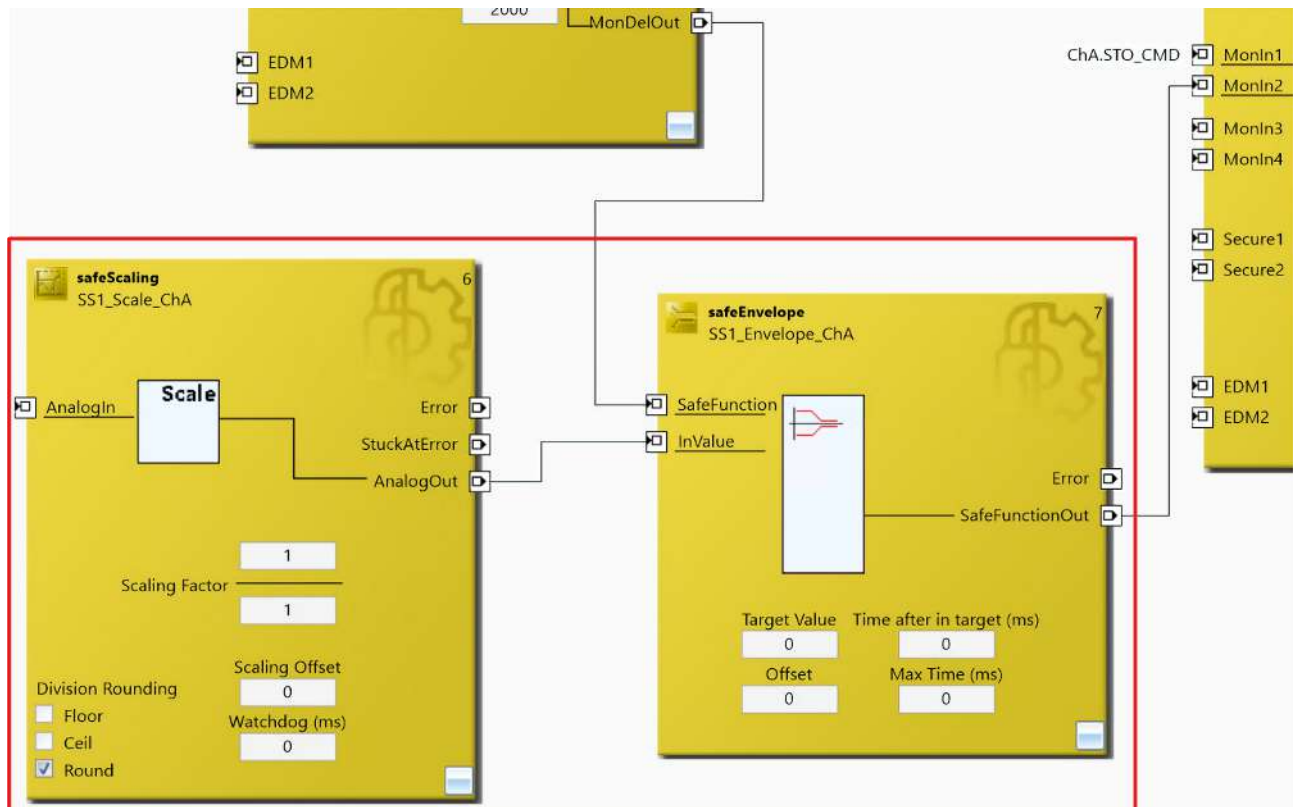 2000
MonDelOut
EDM1
EDM2
ChA.STO_CMD
MonIn1
MonIn2
MonIn3
MonIn4
Secure1
Secure2
EDM1
EDM2
safeScaling
6
SS1_Scale_ChA
Scale
AnalogIn
Error
StuckAtError
AnalogOut
1
Scaling Factor
1
Scaling Offset
0
Division Rounding
Floor
Ceil
Round
Watchdog (ms)
0
safeEnvelope
7
SS1_Envelope_ChA
SafeFunction
InValue
Error
SafeFunctionOut
Target Value Time after in target (ms)
0 0
Offset Max Time (ms)
0 0